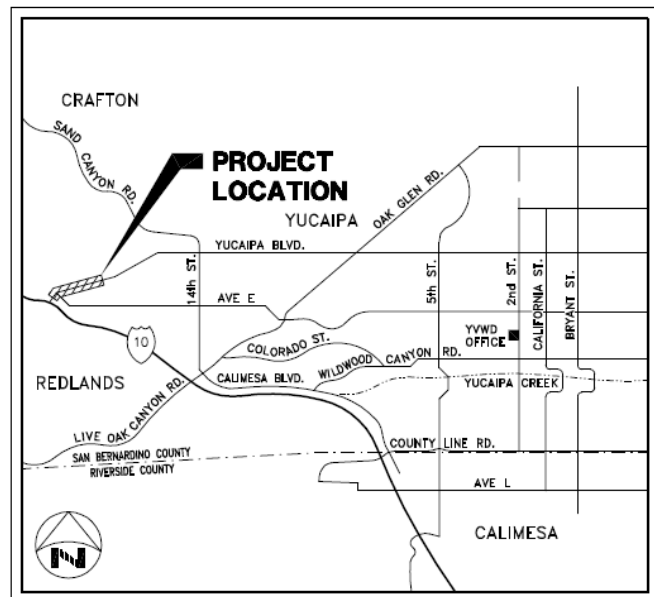 CRAFTON
SAND
CANYON RD.
PROJECT
LOCATION
YUCAIPA
OAK GLEN RD.
YUCAIPA BLVD.
14th ST.
5th ST.
2nd ST.
CALIFORNIA ST.
BRYANT ST.
AVE E
10
YVWD
OFFICE
COLORADO ST.
WILDWOOD CANYON RD.
REDLANDS
CALIMESA BLVD.
YUCAIPA CREEK
LIVE OAK CANYON RD.
COUNTY LINE RD.
SAN BERNARDINO COUNTY
RIVERSIDE COUNTY
AVE L
CALIMESA
N